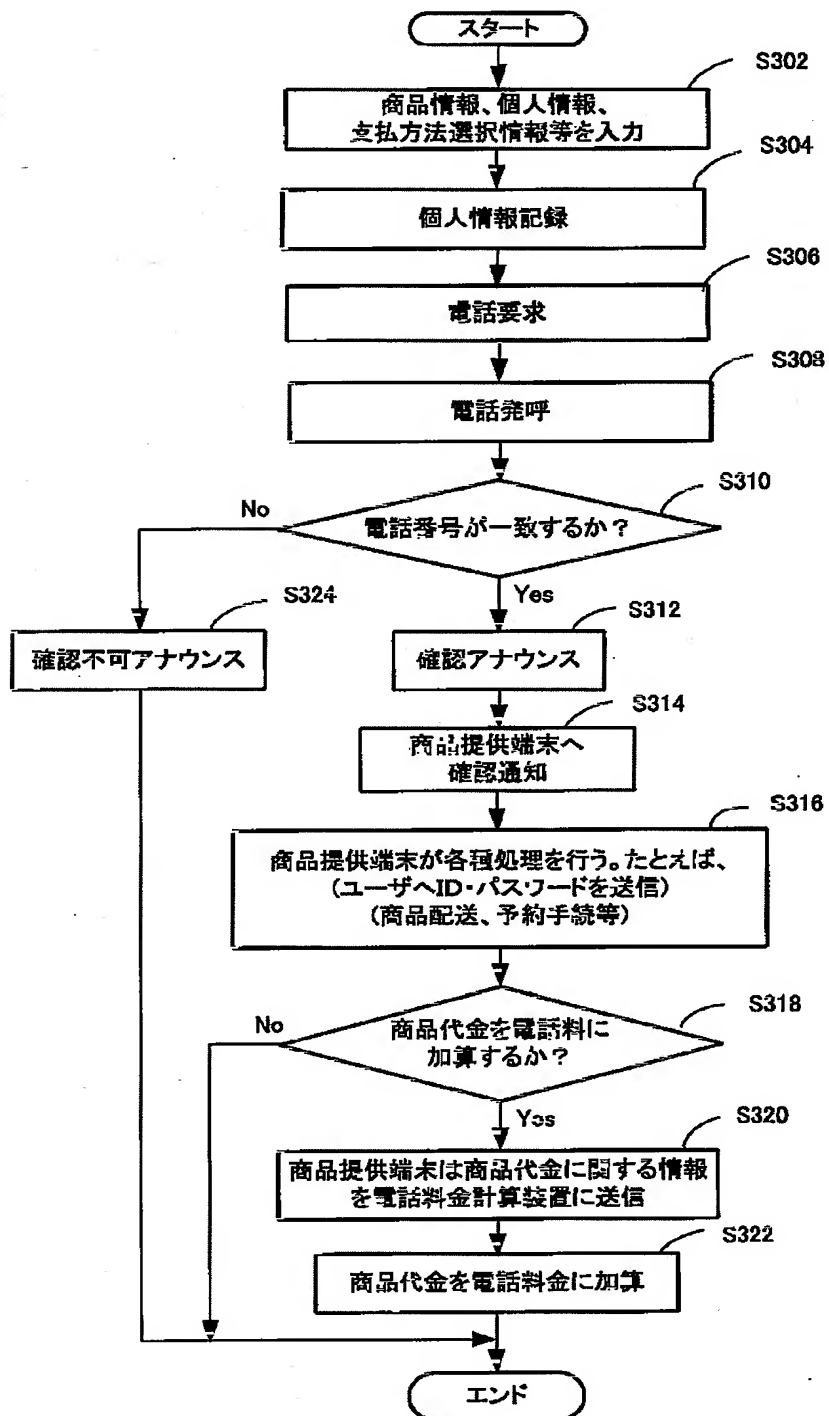 スタート
S302
商品情報、個人情報、
支払方法選択情報等を入力
S304
個人情報記録
S306
電話要求
S308
電話発呼
S310
No
電話番号が一致するか？
Yes
S324
S312
確認不可アナウンス
確認アナウンス
S314
商品提供端末へ
確認通知
S316
商品提供端末が各種処理を行う。たとえば、
(ユーザへID・パスワードを送信)
(商品配送、予約手続等)
S318
No
商品代金を電話料に
加算するか？
Yes
S320
商品提供端末は商品代金に関する情報
を電話料金計算装置に送信
S322
商品代金を電話料金に加算
エンド